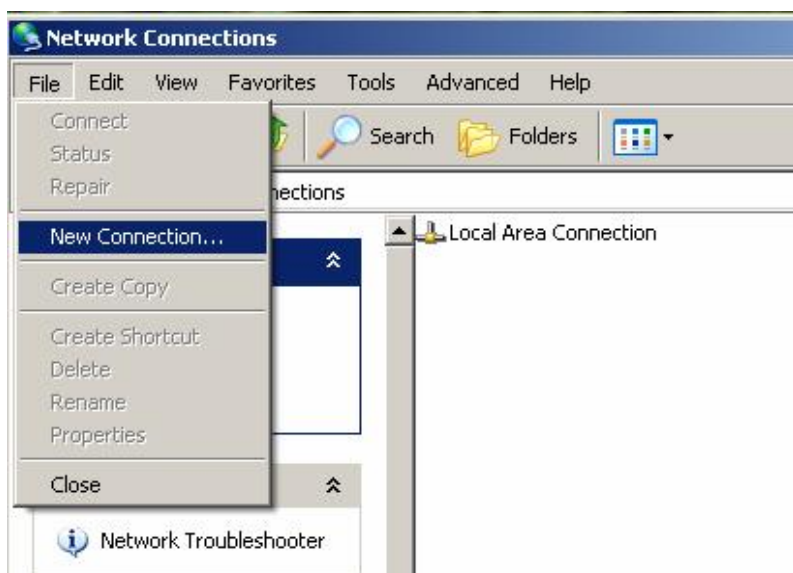 Network Connections
File Edit View Favorites Tools Advanced Help
Search Folders
Connect
Status
Repair
nections
New Connection...
Local Area Connection
Create Copy
Create Shortcut
Delete
Rename
Properties
Close
Network Troubleshooter